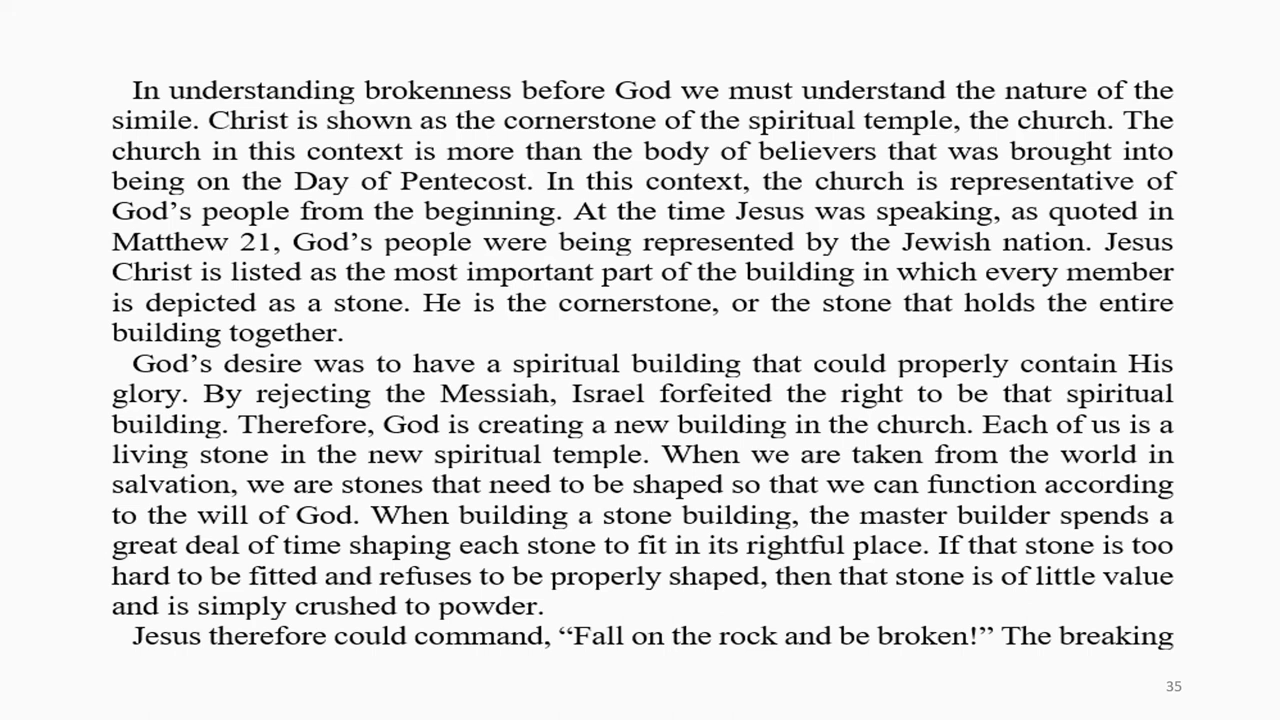 In understanding brokenness before God we must understand the nature of the
simile. Christ is shown as the cornerstone of the spiritual temple, the church. The
church in this context is more than the body of believers that was brought into
being on the Day of Pentecost. In this context, the church is representative of
God’s people from the beginning. At the time Jesus was speaking, as quoted in
Matthew 21, God’s people were being represented by the Jewish nation. Jesus
Christ is listed as the most important part of the building in which every member
is depicted as a stone. He is the cornerstone, or the stone that holds the entire
building together.
God’s desire was to have a spiritual building that could properly contain His
glory. By rejecting the Messiah, Israel forfeited the right to be that spiritual
building. Therefore, God is creating a new building in the church. Each of us is a
living stone in the new spiritual temple. When we are taken from the world in
salvation, we are stones that need to be shaped so that we can function according
to the will of God. When building a stone building, the master builder spends a
great deal of time shaping each stone to fit in its rightful place. If that stone is too
hard to be fitted and refuses to be properly shaped, then that stone is of little value
and is simply crushed to powder.
Jesus therefore could command, “Fall on the rock and be broken!” The breaking
35